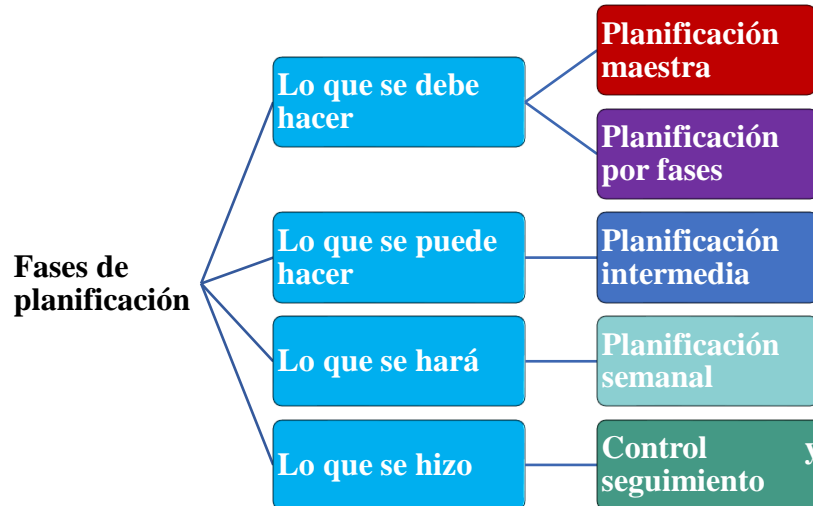 Fases de
planificación
Lo que se debe
hacer
Planificación
maestra
Planificación
por fases
Lo que se puede
hacer
Planificación
intermedia
Lo que se hará
Planificación
semanal
Lo que se hizo
Control y
seguimiento